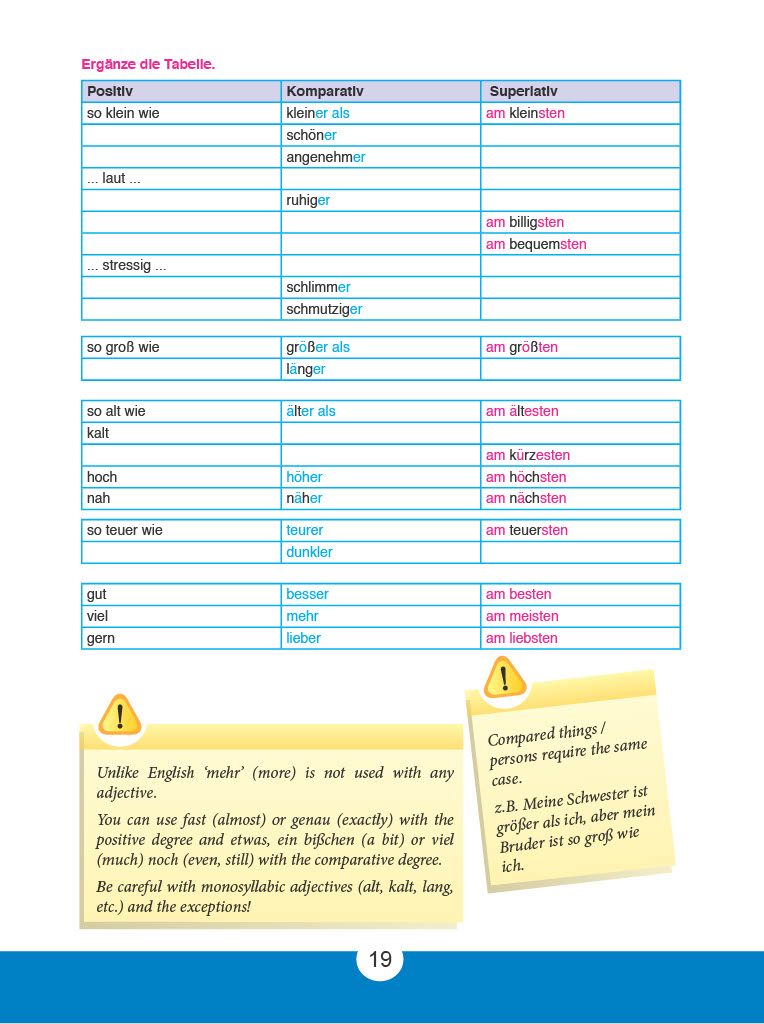 Ergänze die Tabelle.
Positiv Komparativ Superlativ
so klein wie kleiner als am kleinsten
schöner
angenehmer
... laut ...
ruhiger
am billigsten
am bequemsten
... stressig ...
schlimmer
schmutziger
so groß wie größer als am größten
länger
so alt wie älter als am ältesten
kalt
am kürzesten
hoch höher am höchsten
nah näher am nächsten
so teuer wie teurer am teuersten
dunkler
gut besser am besten
viel mehr am meisten
gern lieber am liebsten
!
Unlike English ‘mehr’ (more) is not used with any
adjective.
You can use fast (almost) or genau (exactly) with the
positive degree and etwas, ein bißchen (a bit) or viel
(much) noch (even, still) with the comparative degree.
Be careful with monosyllabic adjectives (alt, kalt, lang,
etc.) and the exceptions!
!
Compared things /
persons require the same
case.
z.B. Meine Schwester ist
größer als ich, aber mein
Bruder ist so groß wie
ich.
19